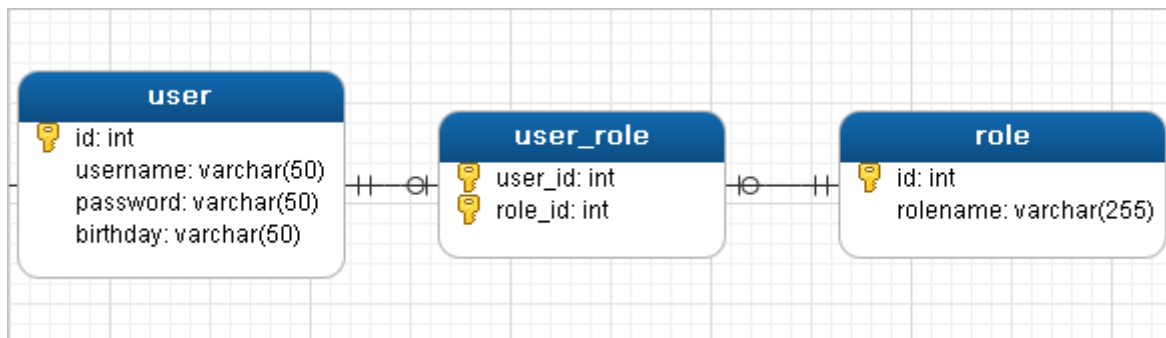 user
id: int
username: varchar(50)
password: varchar(50)
birthday: varchar(50)
user_role
user_id: int
role_id: int
role
id: int
rolename: varchar(255)